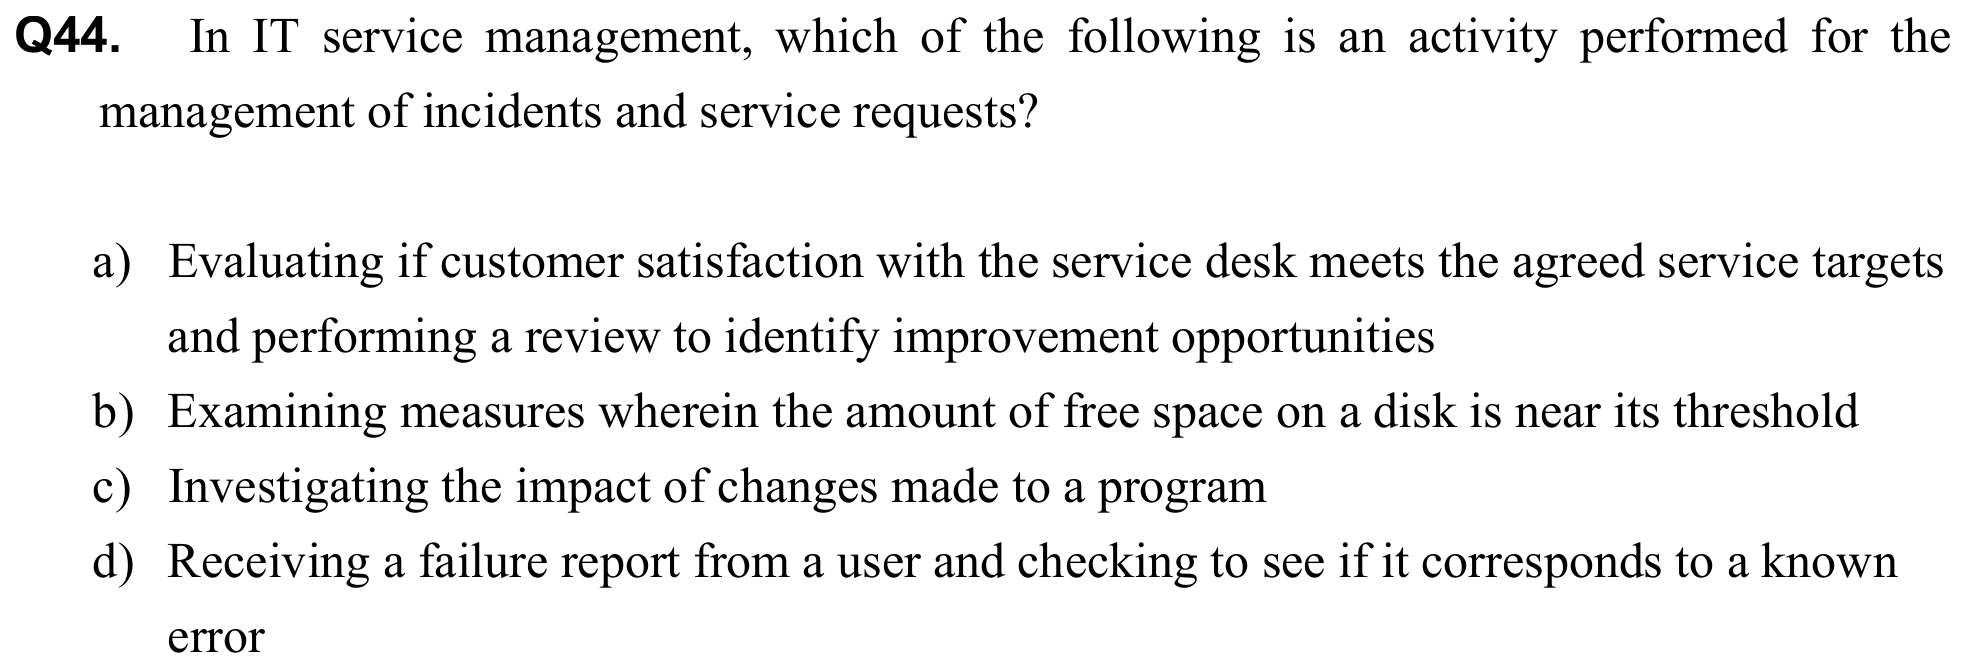 Q44. In IT service management, which of the following is an activity performed for the
management of incidents and service requests?
a) Evaluating if customer satisfaction with the service desk meets the agreed service targets
and performing a review to identify improvement opportunities
b) Examining measures wherein the amount of free space on a disk is near its threshold
c) Investigating the impact of changes made to a program
d) Receiving a failure report from a user and checking to see if it corresponds to a known
error